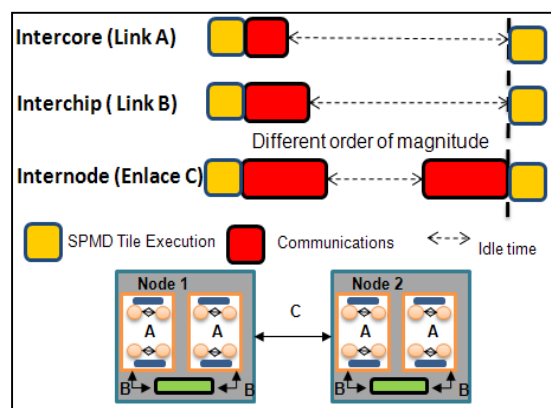 Intercore (Link A)
Interchip ( Link B)
Different order of magnitude
Internode (Enlace C)
SPMD Tile Execution
Communications
Idle time
Node 1
Node 2
A
A
C
A
A
B
B
B
B